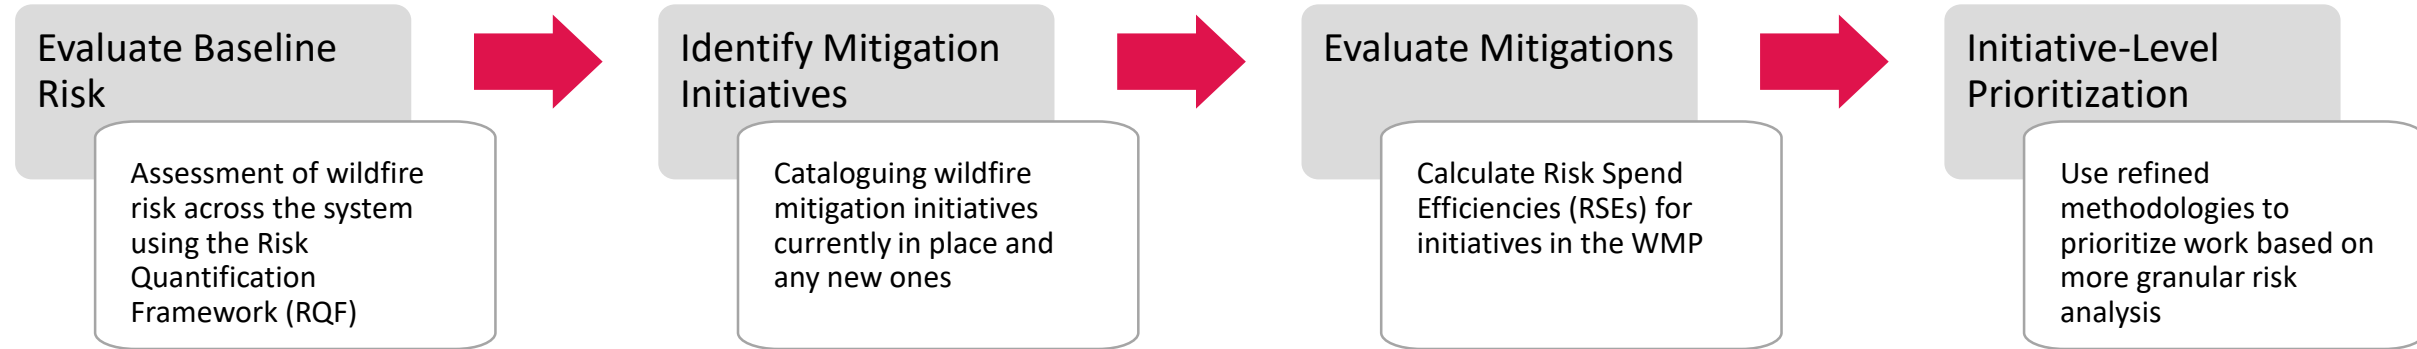 Evaluate Baseline
Risk
Assessment of wildfire
risk across the system
using the Risk
Quantification
Framework (RQF)
Identify Mitigation
Initiatives
Cataloguing wildfire
mitigation initiatives
currently in place and
any new ones
Evaluate Mitigations
Calculate Risk Spend
Efficiencies (RSEs) for
initiatives in the WMP
Initiative-Level
Prioritization
Use refined
methodologies to
prioritize work based on
more granular risk
analysis